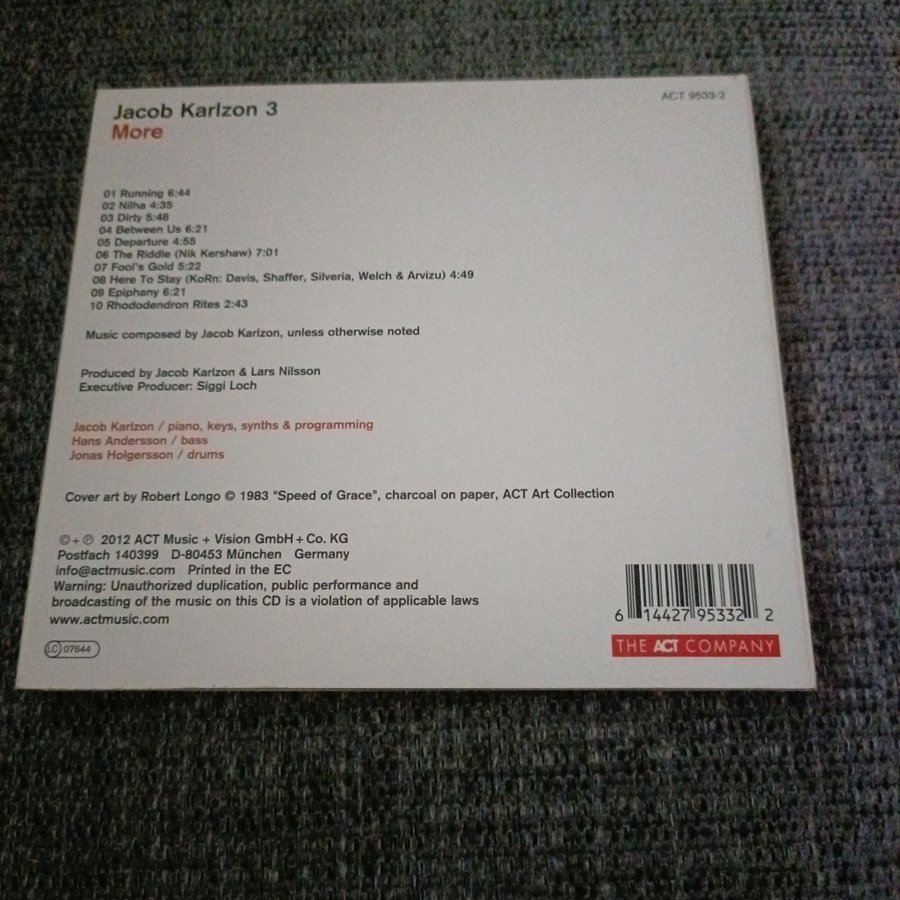 Jacob Karlzon 3
More
ACT 9533-2
01 Running 6:44
02 Nilha 4:35
03 Dirty 5:48
04 Between Us 6:21
05 Departure 4:55
06 The Riddle (Nik Kershaw) 7:01
07 Fool's Gold 5:22
08 Here To Stay (KoRn: Davis, Shaffer, Silveria, Welch & Arvizu) 4:49
09 Epiphany 6:21
10 Rhododendron Rites 2:43
Music composed by Jacob Karlzon, unless otherwise noted
Produced by Jacob Karlzon & Lars Nilsson
Executive Producer: Siggi Loch
Jacob Karlzon / piano, keys, synths & programming
Hans Andersson / bass
Jonas Holgersson / drums
Cover art by Robert Longo © 1983 "Speed of Grace", charcoal on paper, ACT Art Collection
©+℗ 2012 ACT Music + Vision GmbH + Co. KG
Postfach 140399 D-80453 München Germany
info@actmusic.com Printed in the EC
Warning: Unauthorized duplication, public performance and
broadcasting of the music on this CD is a violation of applicable laws
www.actmusic.com
LC 07644
6 14427 95332 2
THE ACT COMPANY